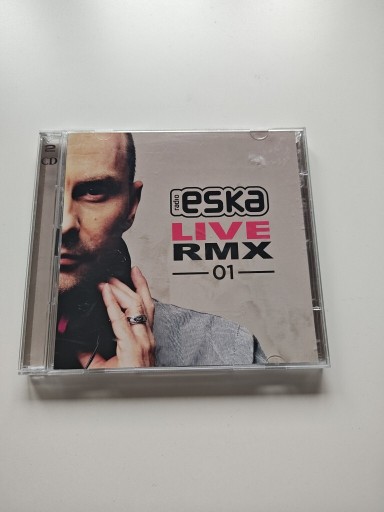 2
CD
radio eska
LIVE
RMX
01